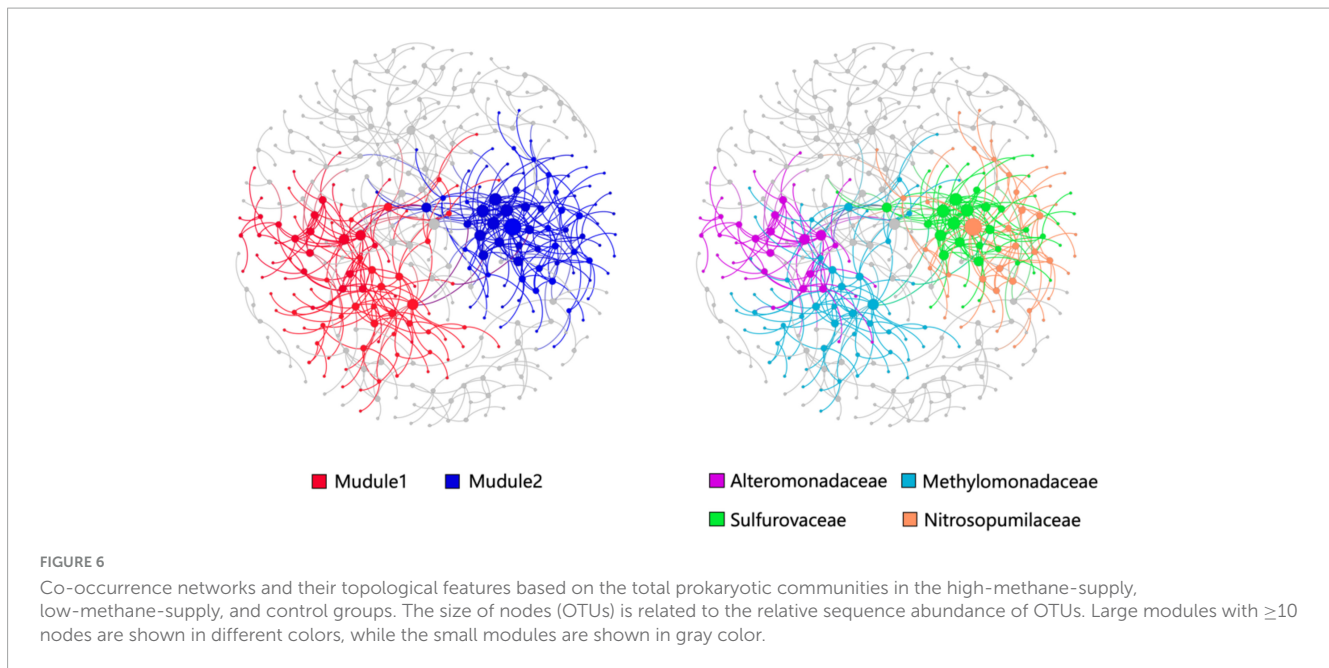 Mudule1 Mudule2
Alteromonadaceae Methylomonadaceae
Sulfurovaceae Nitrosopumilaceae
FIGURE 6
Co-occurrence networks and their topological features based on the total prokaryotic communities in the high-methane-supply,
low-methane-supply, and control groups. The size of nodes (OTUs) is related to the relative sequence abundance of OTUs. Large modules with ≥10
nodes are shown in different colors, while the small modules are shown in gray color.